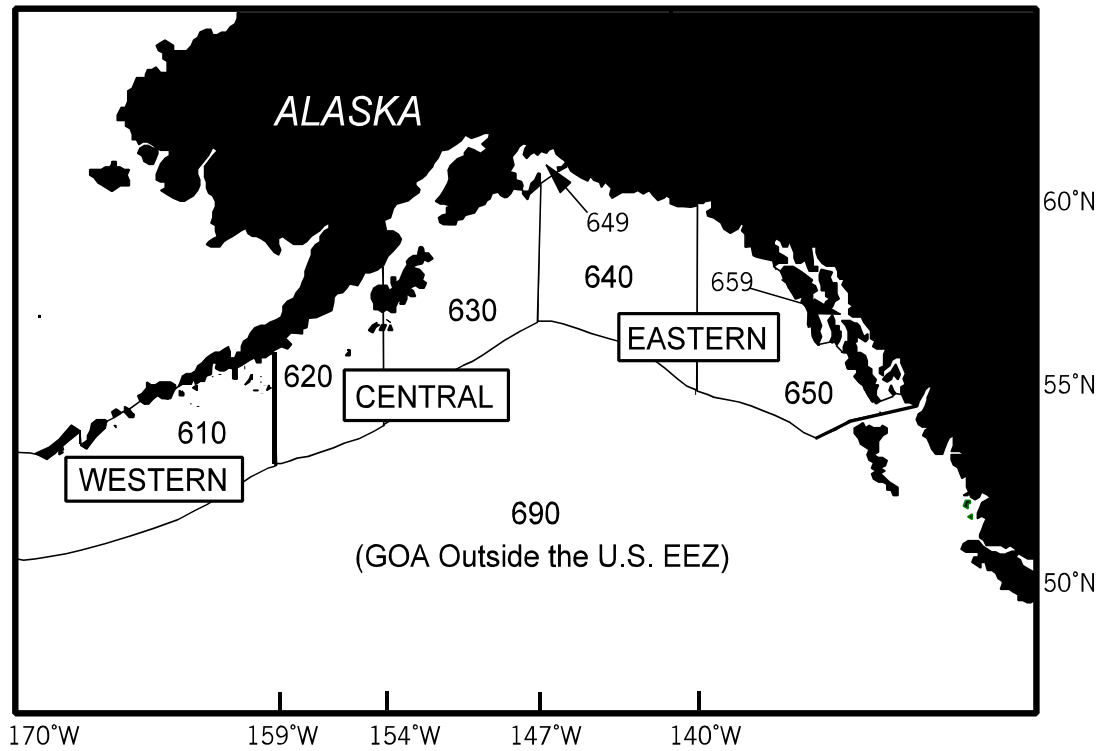 ALASKA
60°N
649
640
659
630
EASTERN
620
55°N
CENTRAL
650
610
WESTERN
690
(GOA Outside the U.S. EEZ)
50°N
170°W
159°W
154°W
147°W
140°W